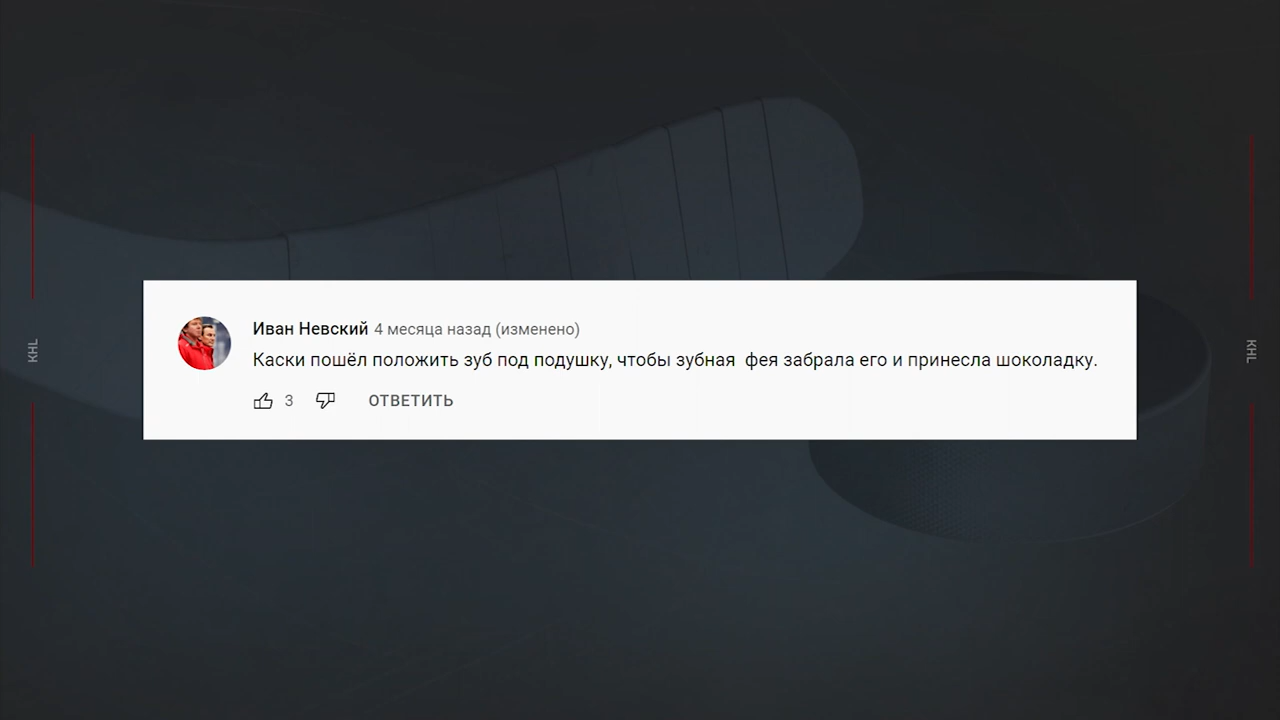 Иван Невский 4 месяца назад (изменено)
Каски пошёл положить зуб под подушку, чтобы зубная  фея забрала его и принесла шоколадку.
3 ОТВЕТИТЬ
KHL
KHL